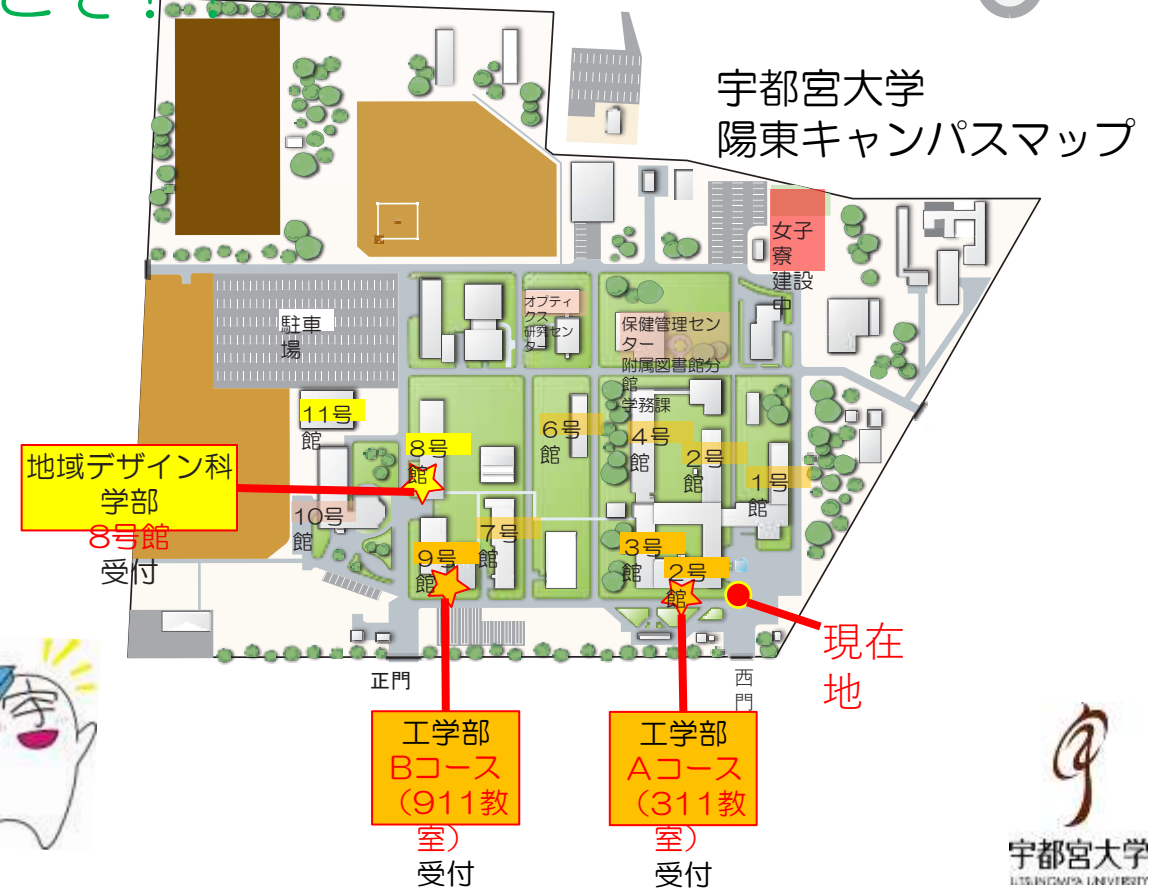 宇都宮大学
陽東キャンパスマップ
女子
寮
建設
中
オプティ
クス
研究セン
ター
保健管理セン
ター
附属図書館分
館
学務課
駐車
場
11号
館
8号
館
6号
館
4号
館
2号
館
1号
館
地域デザイン科
学部
8号館
受付
10号
館
7号
館
9号
館
3号
館
2号
館
現在
地
正門
西
門
工学部
Bコース
（911教
室）
受付
工学部
Aコース
（311教
室）
受付
宇
宇都宮大学
UTSUNOMIYA UNIVERSITY